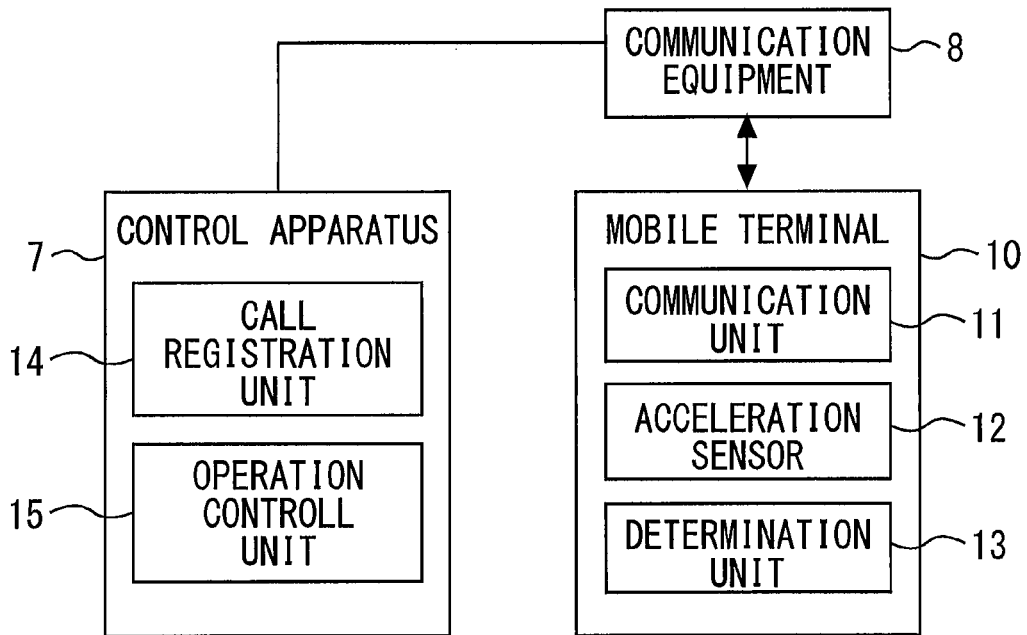 COMMUNICATION
EQUIPMENT
8
CONTROL APPARATUS
7
CALL
REGISTRATION
UNIT
14
OPERATION
CONTROLL
UNIT
15
MOBILE TERMINAL
10
COMMUNICATION
UNIT
11
ACCELERATION
SENSOR
12
DETERMINATION
UNIT
13